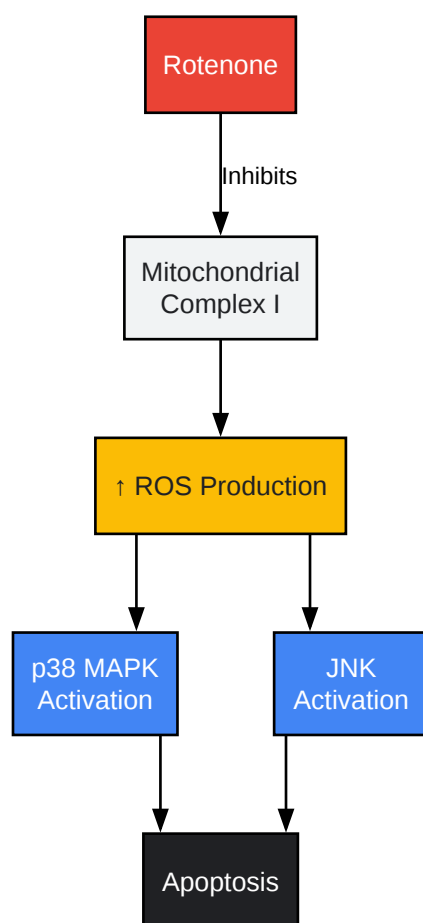 Rotenone
Inhibits
Mitochondrial
Complex I
↑ ROS Production
p38 MAPK
Activation
JNK
Activation
Apoptosis